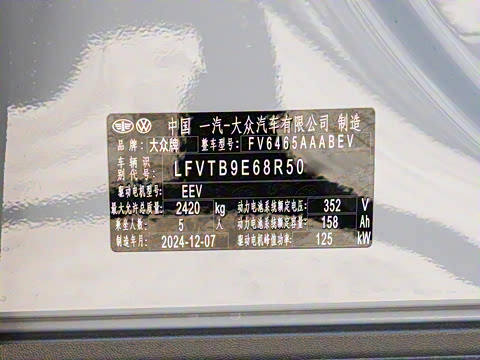 中国 一汽-大众汽车有限公司 制造
品牌: 大众牌 整车型号: FV6465AAABEV
车辆识别代号: LFVTB9E68R50
驱动电机型号: EEV
最大允许总质量: 2420 kg 动力电池系统额定电压: 352 V
乘坐人数: 5 人 动力电池系统额定容量: 158 Ah
制造年月: 2024-12-07 驱动电机峰值功率: 125 kW